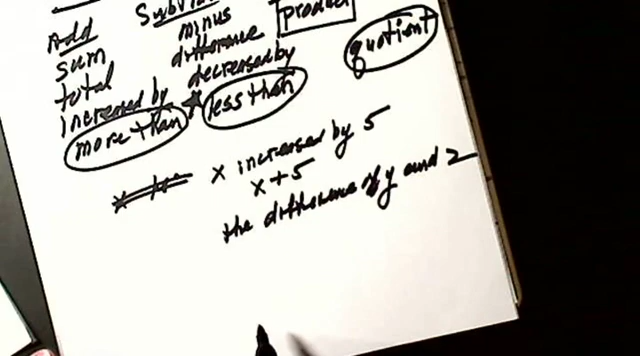 Add
sum
total
increased by
more than
Subtract
minus
difference
decreased by
less than
product
quotient
x increased by 5
x + 5
the difference of y and 2